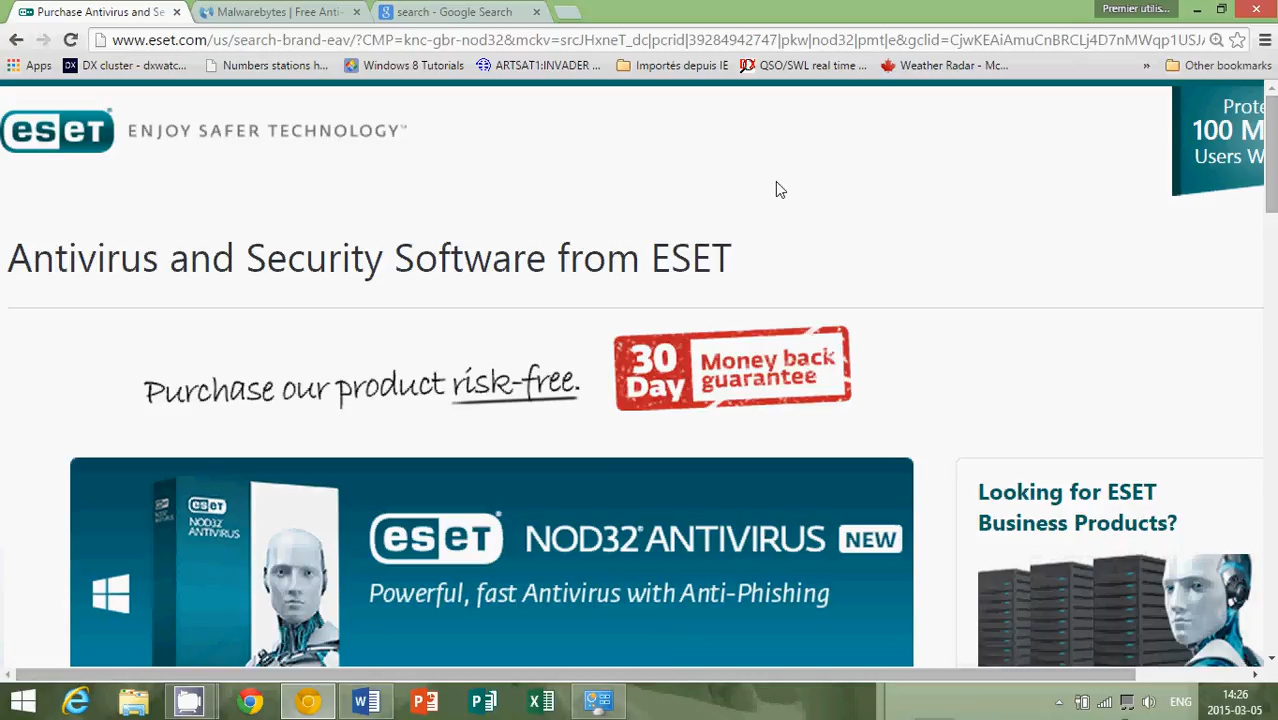 Purchase Antivirus and Se
Malwarebytes | Free Anti-
search - Google Search
Premier utilis...
www.eset.com/us/search-brand-eav/?CMP=knc-gbr-nod32&mckv=srcJHxneT_dc|pcrid|39284942747|pkw|nod32|pmt|e&gclid=CjwKEAiAmuCnBRCLj4D7nMWqp1USJ
Apps
DX cluster - dxwatc...
Numbers stations h...
Windows 8 Tutorials
ARTSAT1:INVADER ...
Importés depuis IE
QSO/SWL real time ...
Weather Radar - Mc...
»
Other bookmarks
eset ENJOY SAFER TECHNOLOGY™
Prote
100 M
Users W
Antivirus and Security Software from ESET
Purchase our product risk-free.
30 Day
Money back guarantee
eset
NOD32
ANTIVIRUS
eset NOD32® ANTIVIRUS NEW
Powerful, fast Antivirus with Anti-Phishing
Looking for ESET
Business Products?
ENG
14:26
2015-03-05